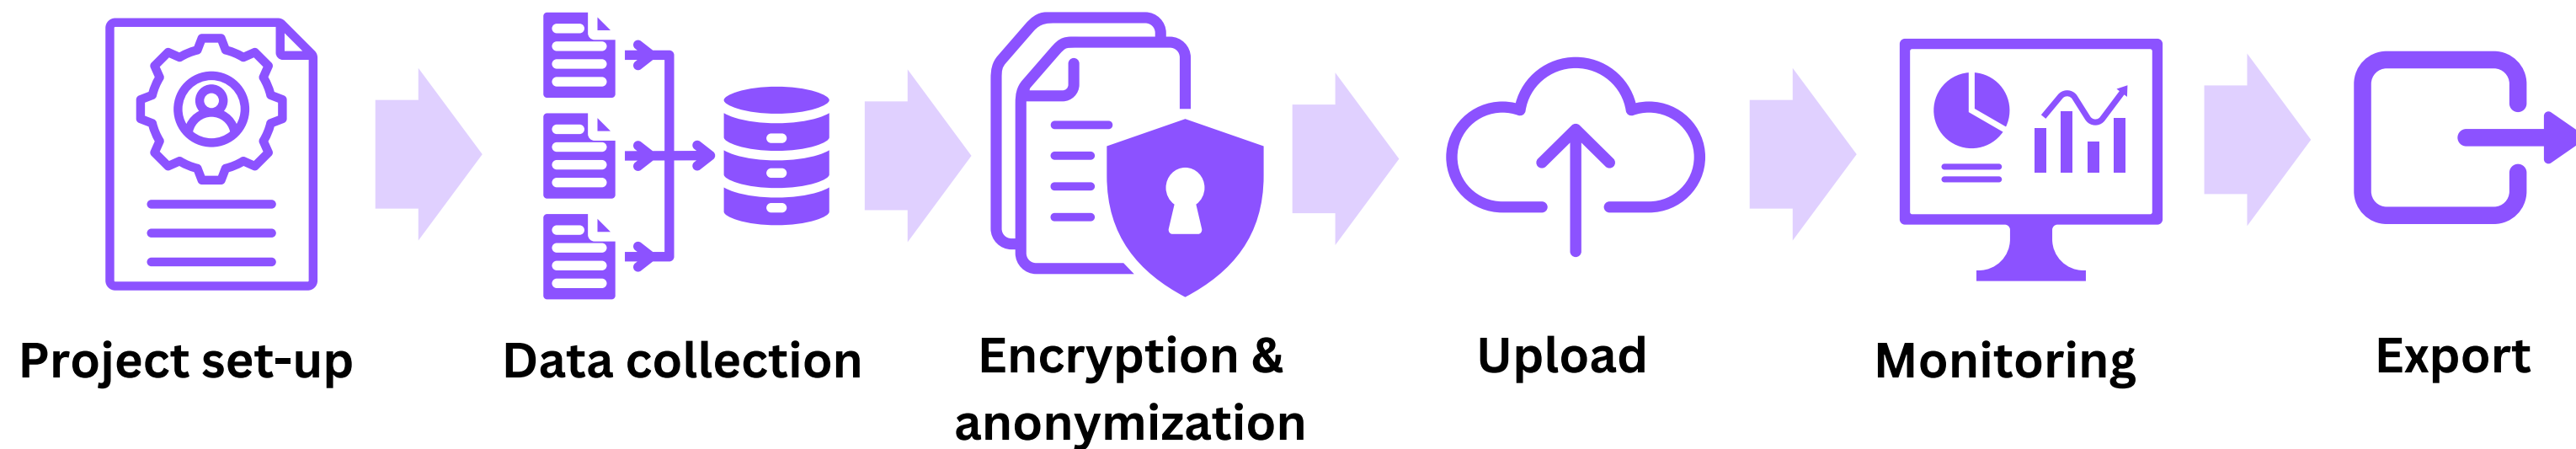 Project set-up
Data collection
Encryption &
anonymization
Upload
Monitoring
Export